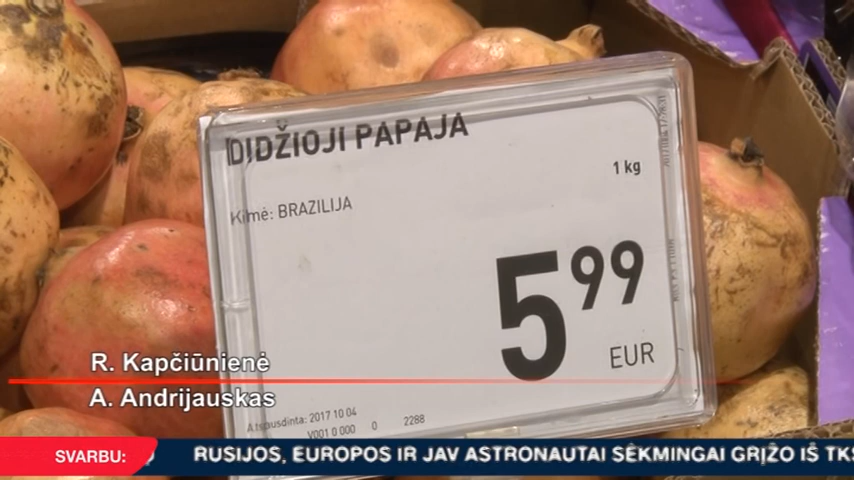 DIDŽIOJI PAPAJA
1 kg
Kilmė: BRAZILIJA
5 99
EUR
R. Kapčiūnienė
A. Andrijauskas
Atspausdinta: 2017 10 04
V001 0 000 0 2288
SVARBU:
RUSIJOS, EUROPOS IR JAV ASTRONAUTAI SĖKMINGAI GRĮŽO IŠ TKS